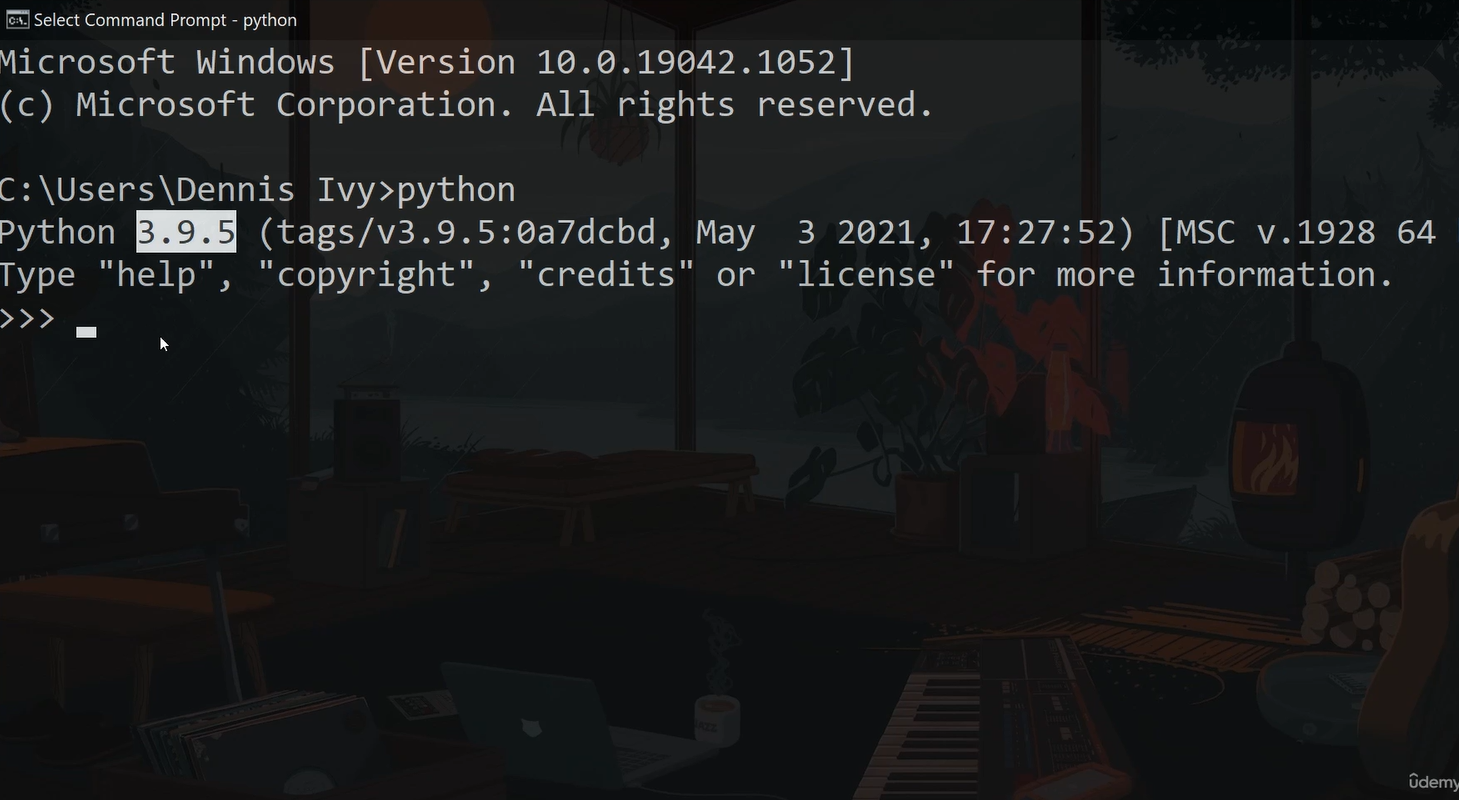 Select Command Prompt - python
Microsoft Windows [Version 10.0.19042.1052]
(c) Microsoft Corporation. All rights reserved.
C:\Users\Dennis Ivy>python
Python 3.9.5 (tags/v3.9.5:0a7dcbd, May  3 2021, 17:27:52) [MSC v.1928 64
Type "help", "copyright", "credits" or "license" for more information.
>>>
ûdemy